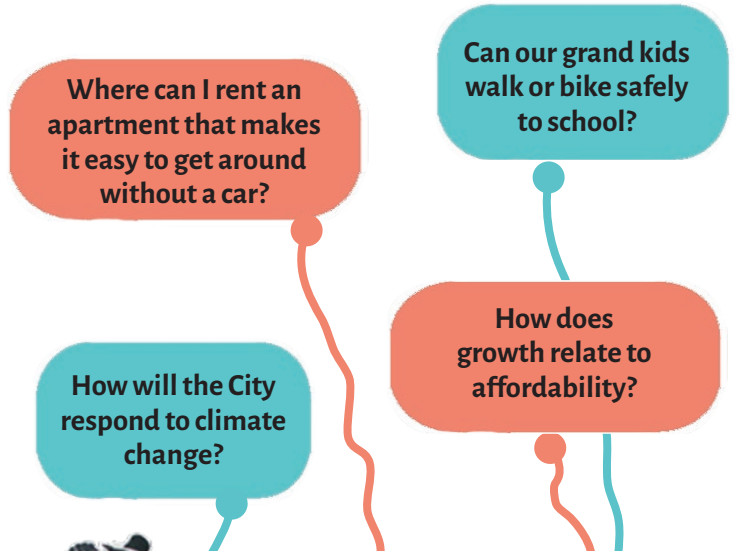 Where can I rent an
apartment that makes
it easy to get around
without a car?
Can our grand kids
walk or bike safely
to school?
How does
growth relate to
affordability?
How will the City
respond to climate
change?